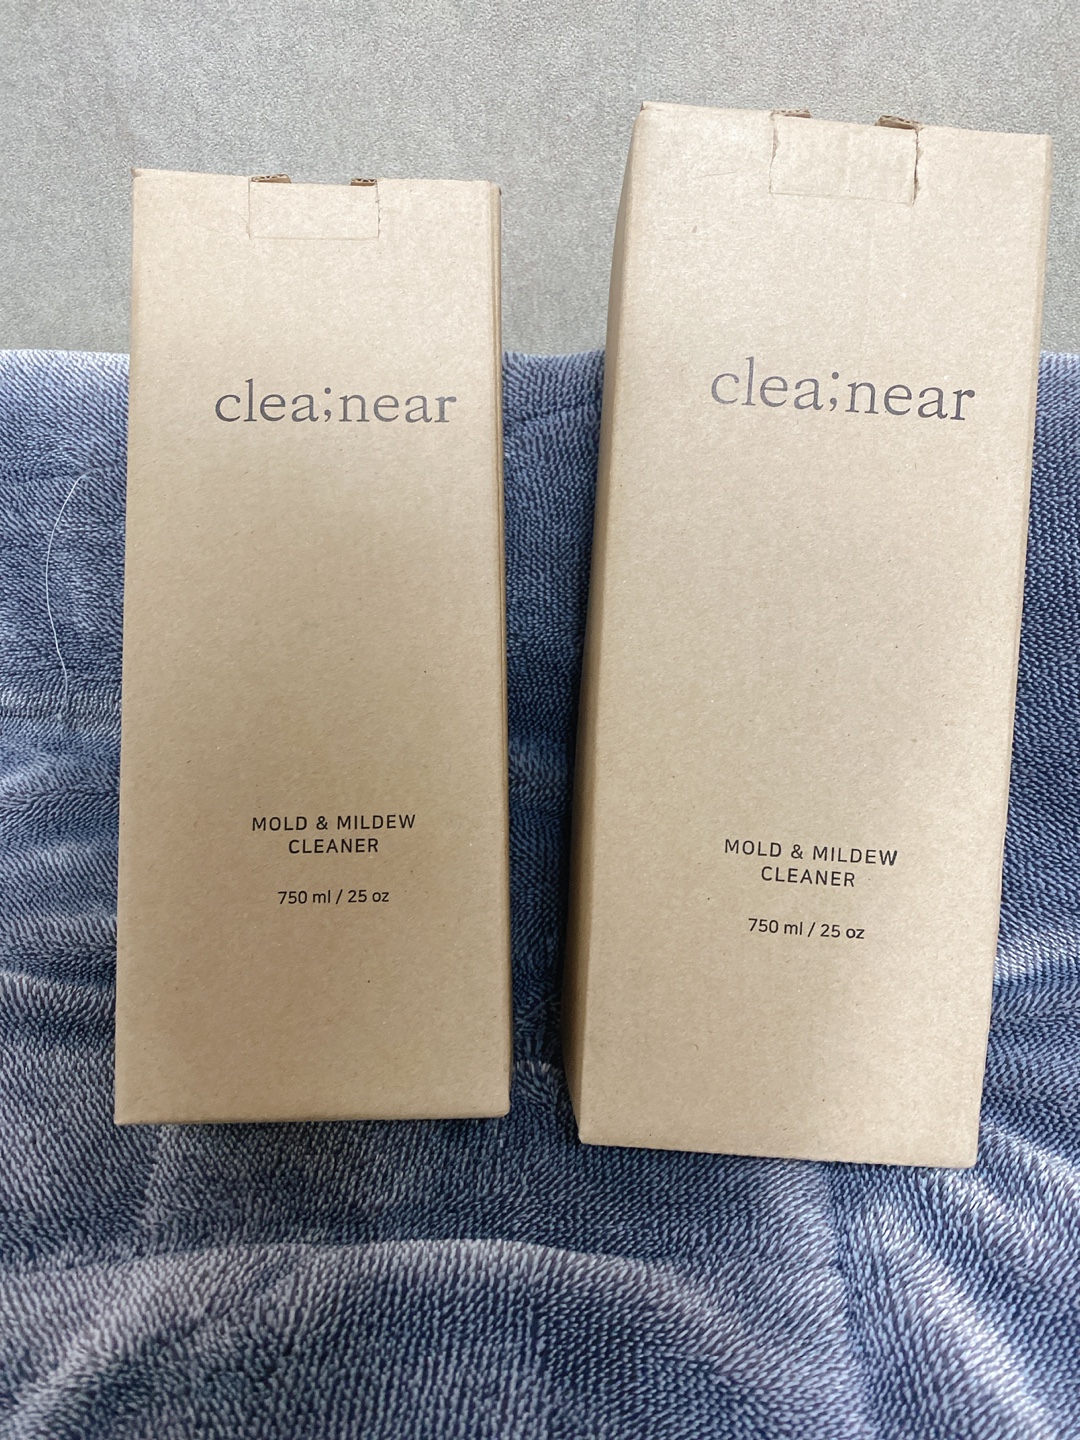 clea;near
MOLD & MILDEW
CLEANER
750 ml / 25 oz
clea;near
MOLD & MILDEW
CLEANER
750 ml / 25 oz